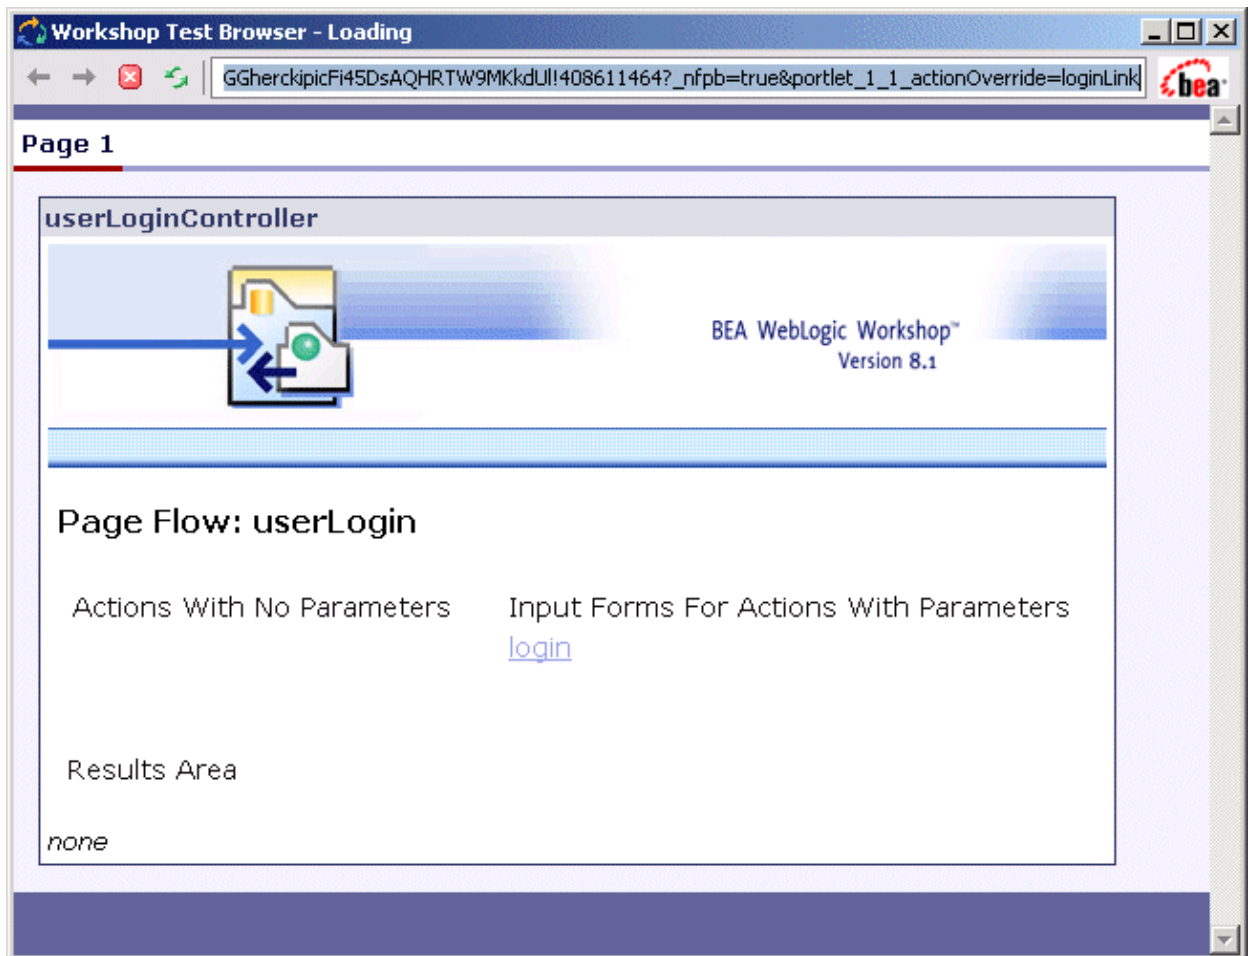 Workshop Test Browser - Loading
GGherckipicFi45DsAQHRTW9MKkdUl!408611464?_nfpb=true&portlet_1_1_actionOverride=loginLink
bea
Page 1
userLoginController
BEA WebLogic Workshop™
Version 8.1
Page Flow: userLogin
Actions With No Parameters Input Forms For Actions With Parameters
login
Results Area
none